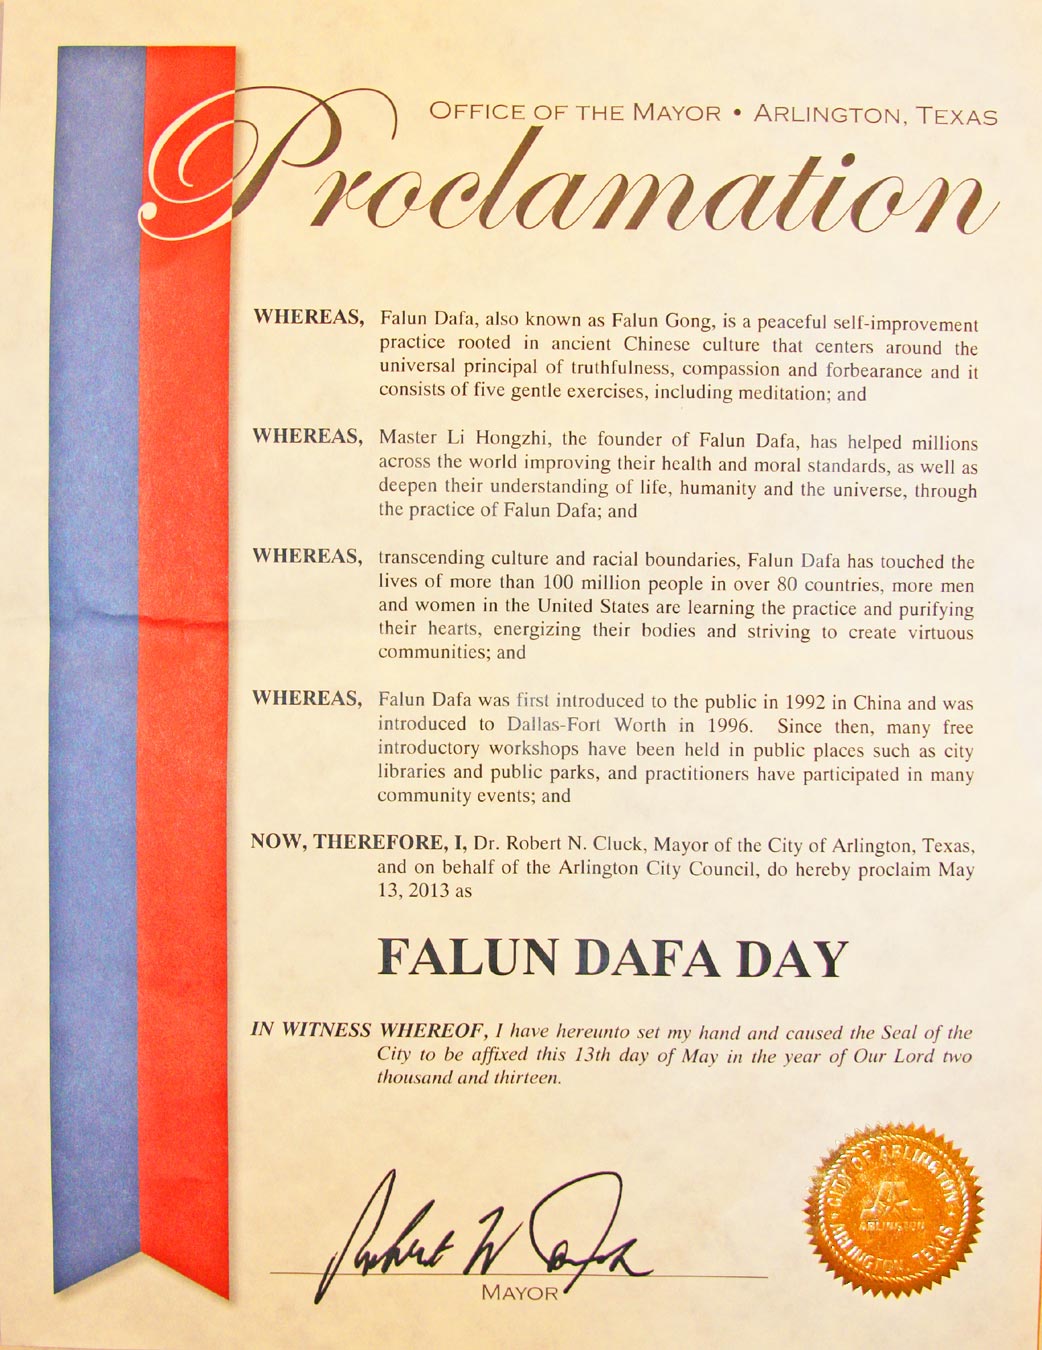 OFFICE OF THE MAYOR • ARLINGTON, TEXAS
Proclamation
WHEREAS, Falun Dafa, also known as Falun Gong, is a peaceful self-improvement
practice rooted in ancient Chinese culture that centers around the
universal principal of truthfulness, compassion and forbearance and it
consists of five gentle exercises, including meditation; and
WHEREAS, Master Li Hongzhi, the founder of Falun Dafa, has helped millions
across the world improving their health and moral standards, as well as
deepen their understanding of life, humanity and the universe, through
the practice of Falun Dafa; and
WHEREAS, transcending culture and racial boundaries, Falun Dafa has touched the
lives of more than 100 million people in over 80 countries, more men
and women in the United States are learning the practice and purifying
their hearts, energizing their bodies and striving to create virtuous
communities; and
WHEREAS, Falun Dafa was first introduced to the public in 1992 in China and was
introduced to Dallas-Fort Worth in 1996. Since then, many free
introductory workshops have been held in public places such as city
libraries and public parks, and practitioners have participated in many
community events; and
NOW, THEREFORE, I, Dr. Robert N. Cluck, Mayor of the City of Arlington, Texas,
and on behalf of the Arlington City Council, do hereby proclaim May
13, 2013 as
FALUN DAFA DAY
IN WITNESS WHEREOF, I have hereunto set my hand and caused the Seal of the
City to be affixed this 13th day of May in the year of Our Lord two
thousand and thirteen.
MAYOR
CITY OF ARLINGTON
ARLINGTON
ARLINGTON, TEXAS